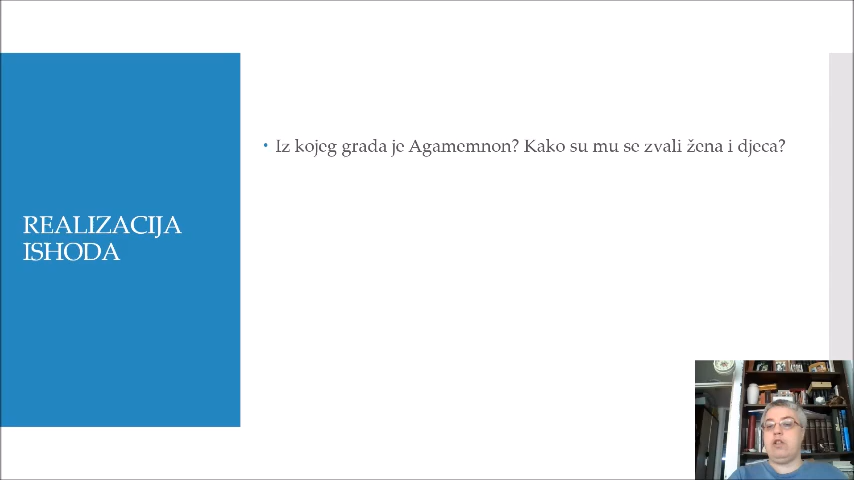 REALIZACIJA
ISHODA
• Iz kojeg grada je Agamemnon? Kako su mu se zvali žena i djeca?